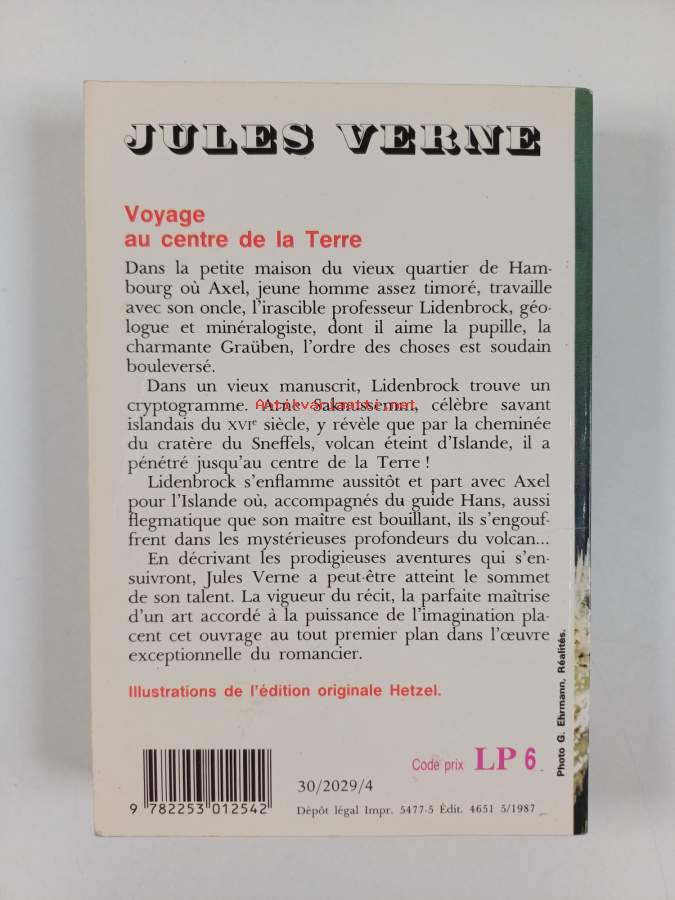 JULES VERNE
Voyage
au centre de la Terre
Dans la petite maison du vieux quartier de Ham-
bourg où Axel, jeune homme assez timoré, travaille
avec son oncle, l'irascible professeur Lidenbrock, géo-
logue et minéralogiste, dont il aime la pupille, la
charmante Graüben, l'ordre des choses est soudain
bouleversé.
Dans un vieux manuscrit, Lidenbrock trouve un
cryptogramme. Arne Saknussemm, célèbre savant
Antikvariaatti.net
islandais du XVIe siècle, y révèle que par la cheminée
du cratère du Sneffels, volcan éteint d'Islande, il a
pénétré jusqu'au centre de la Terre !
Lidenbrock s'enflamme aussitôt et part avec Axel
pour l'Islande où, accompagnés du guide Hans, aussi
flegmatique que son maître est bouillant, ils s'engouf-
frent dans les mystérieuses profondeurs du volcan...
En décrivant les prodigieuses aventures qui s'en-
suivront, Jules Verne a peut-être atteint le sommet
de son talent. La vigueur du récit, la parfaite maîtrise
d'un art accordé à la puissance de l'imagination pla-
cent cet ouvrage au tout premier plan dans l'œuvre
exceptionnelle du romancier.
Illustrations de l'édition originale Hetzel.
Photo G. Ehrmann, Réalités.
Code prix LP 6
30/2029/4
9 782253 012542
Dépôt légal Impr. 5477-5 Édit. 4651 5/1987